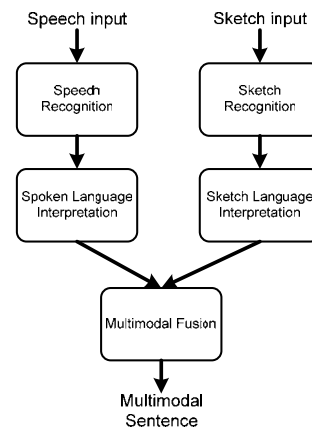 Speech input
Sketch input
Speech
Recognition
Sketch
Recognition
Spoken Language
Interpretation
Sketch Language
Interpretation
Multimodal Fusion
Multimodal
Sentence